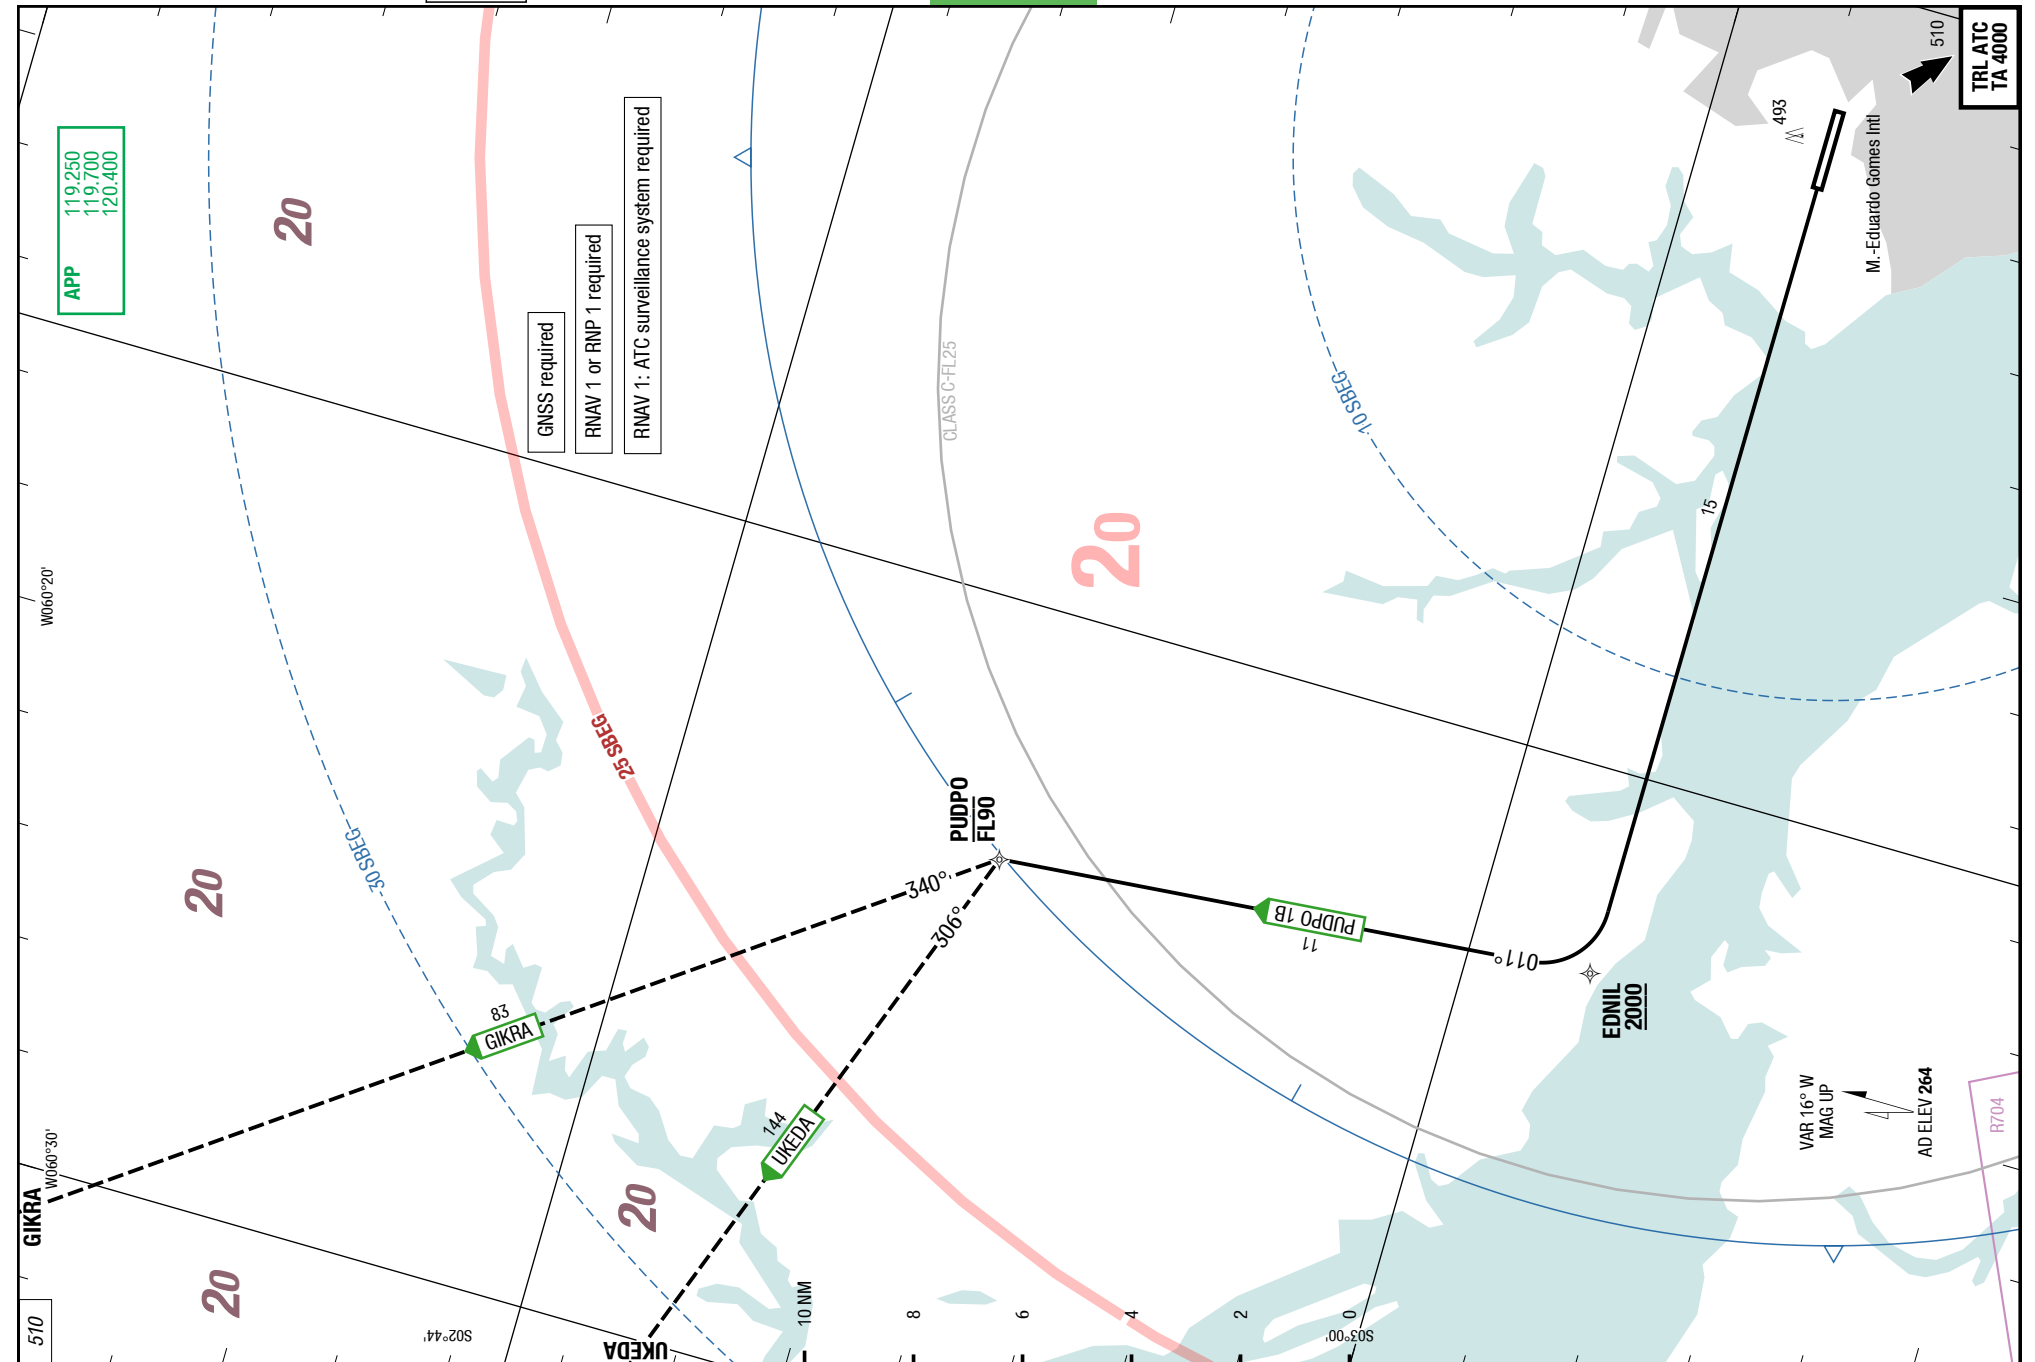 APP 119.250
119.700
120.400
GNSS required
RNAV 1 or RNP 1 required
RNAV 1: ATC surveillance system required
TRL ATC
TA 4000
510
493
M.-Eduardo Gomes Intl
CLASS C-FL25
10 SBEG
25 SBEG
30 SBEG
20
20
20
20
20
W060°20'
W060°30'
S02°44'
S03°00'
PUDPO
FL90
340°
306°
PUDPO 1B
11
011°
15
EDNIL
2000
83
GIKRA
144
UKEDA
GIKRA
UKEDA
510
10 NM
8
6
4
2
0
VAR 16° W
MAG UP
AD ELEV 264
R704